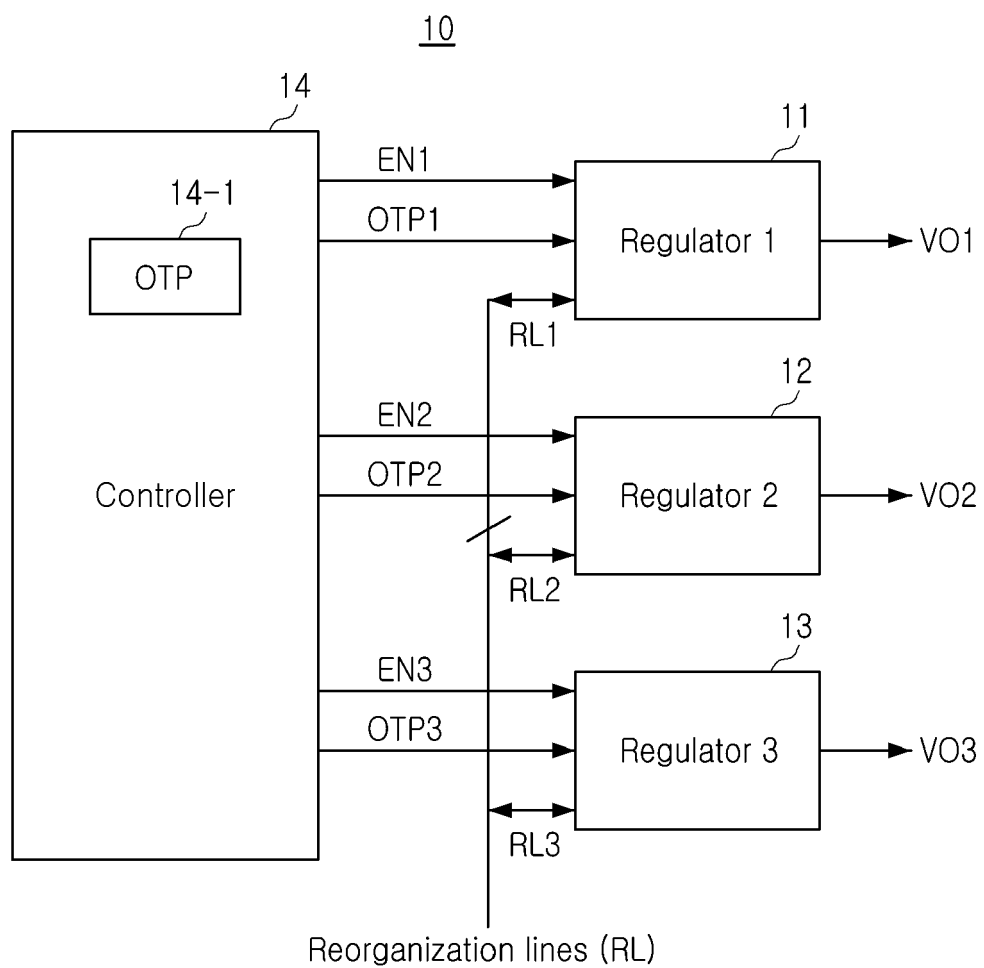 10
14
14-1
OTP
Controller
EN1
OTP1
RL1
11
Regulator 1
VO1
EN2
OTP2
RL2
12
Regulator 2
VO2
EN3
OTP3
RL3
13
Regulator 3
VO3
Reorganization lines (RL)